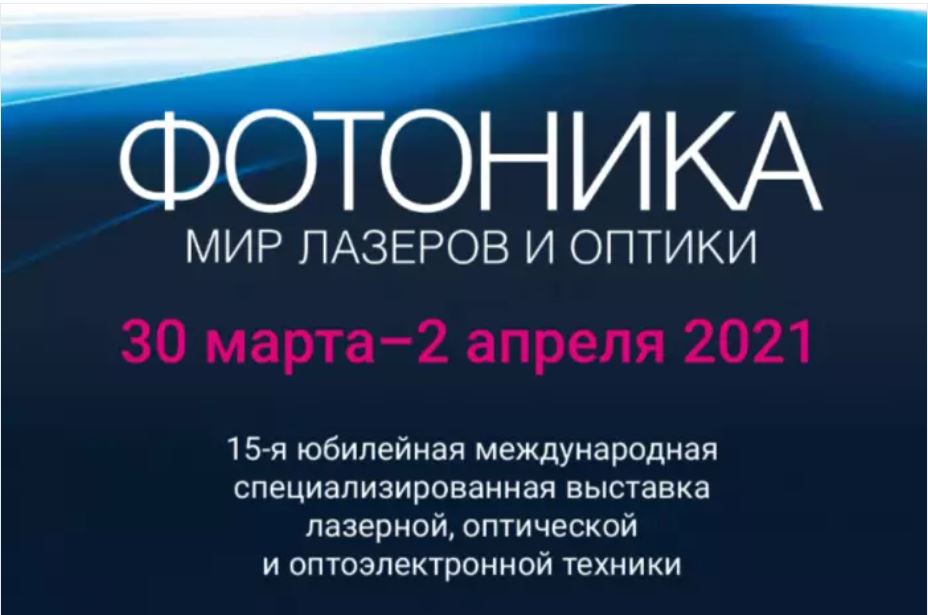 ФОТОНИКА
МИР ЛАЗЕРОВ И ОПТИКИ
30 марта–2 апреля 2021
15-я юбилейная международная
специализированная выставка
лазерной, оптической
и оптоэлектронной техники